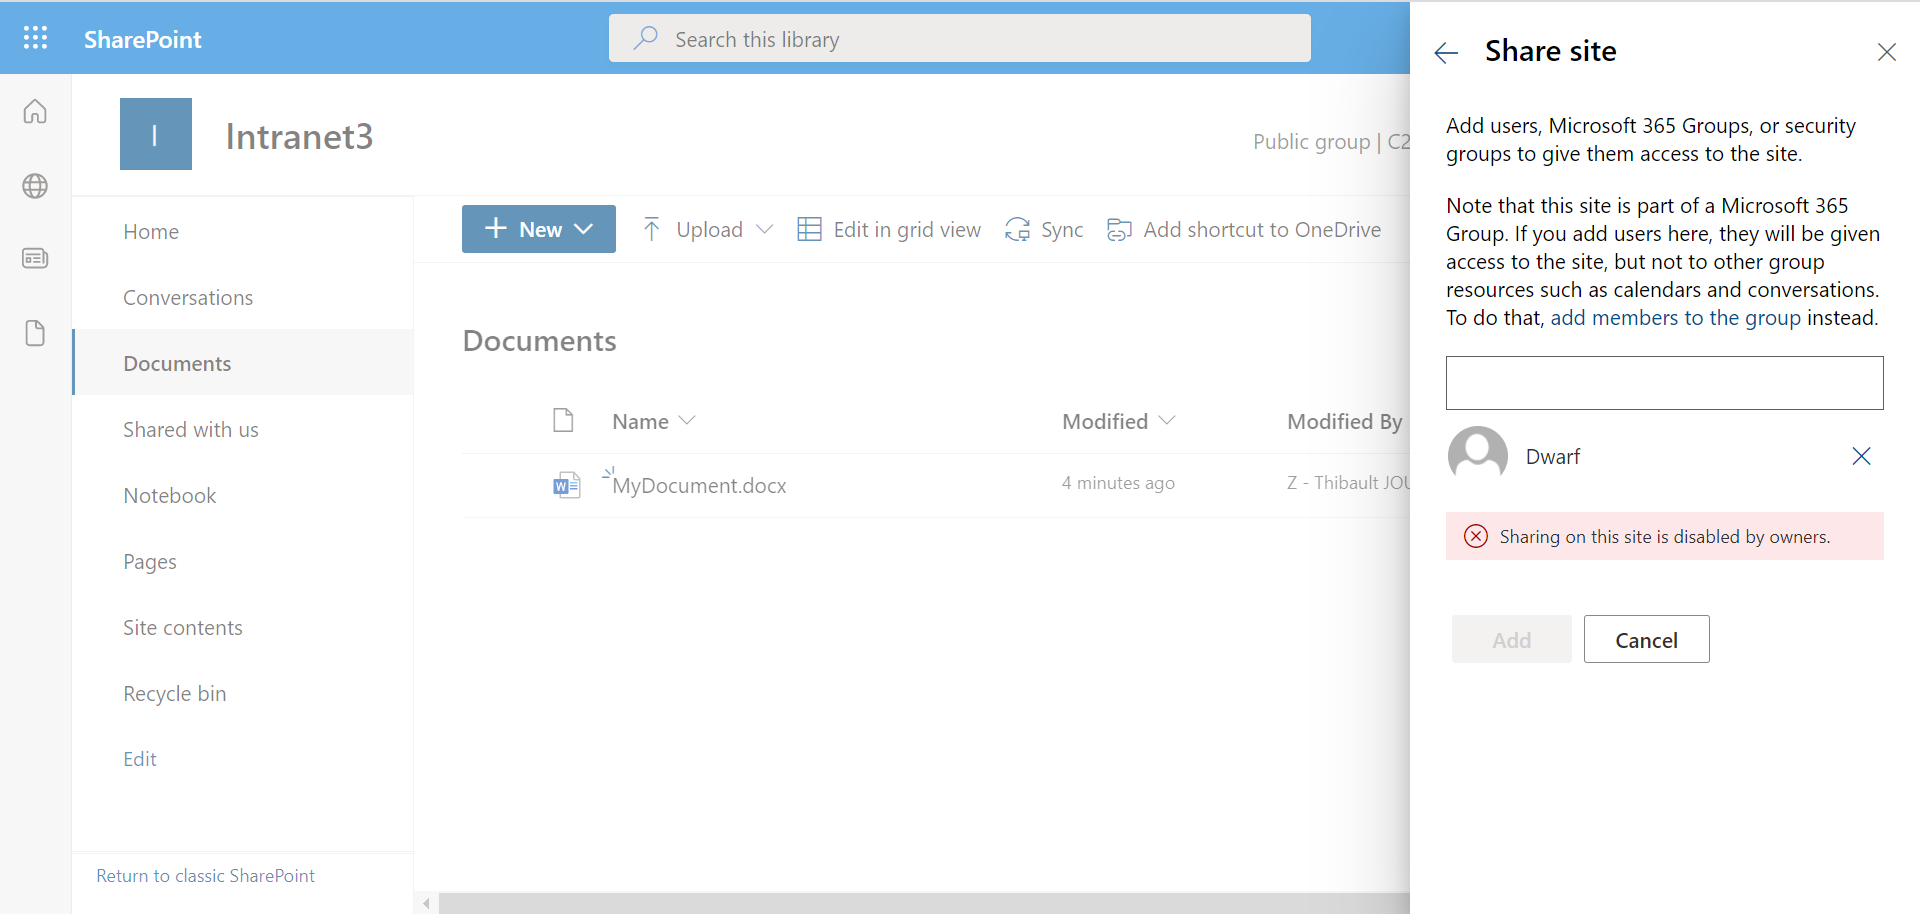 SharePoint
Search this library
I
Intranet3
Public group | C2
Home
Conversations
Documents
Shared with us
Notebook
Pages
Site contents
Recycle bin
Edit
Return to classic SharePoint
New
Upload
Edit in grid view
Sync
Add shortcut to OneDrive
Documents
Name
Modified
Modified By
W
MyDocument.docx
4 minutes ago
Z - Thibault JOU
Share site
Add users, Microsoft 365 Groups, or security
groups to give them access to the site.
Note that this site is part of a Microsoft 365
Group. If you add users here, they will be given
access to the site, but not to other group
resources such as calendars and conversations.
To do that, add members to the group instead.
Dwarf
Sharing on this site is disabled by owners.
Add
Cancel